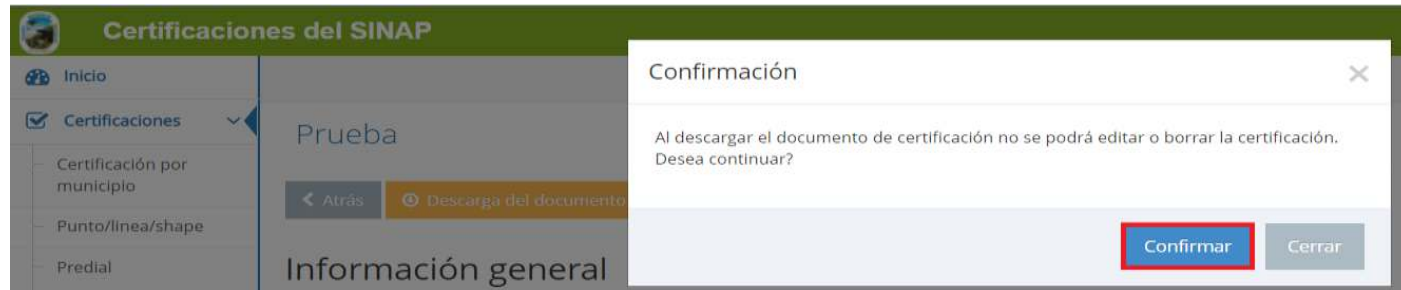 Certificaciones del SINAP
Inicio
Certificaciones
Certificación por
municipio
Punto/linea/shape
Predial
Prueba
Atrás
Descarga del documento
Información general
Confirmación
×
Al descargar el documento de certificación no se podrá editar o borrar la certificación.
Desea continuar?
Confirmar
Cerrar